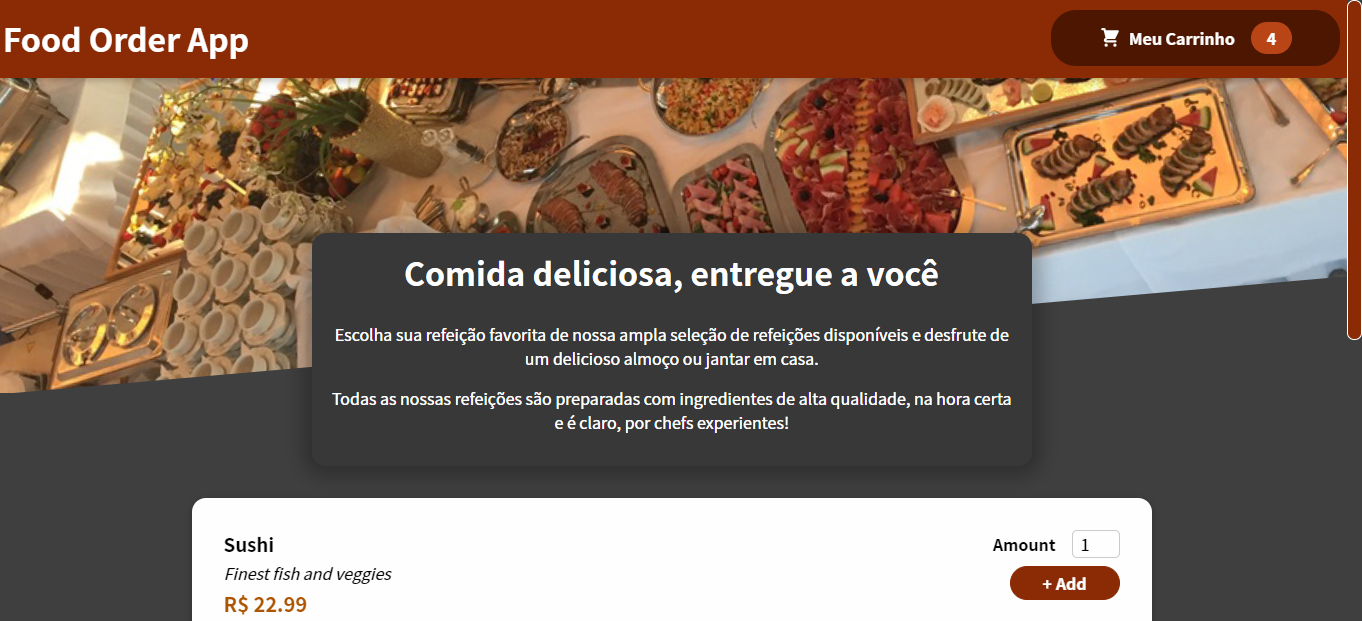 Food Order App
Meu Carrinho 4
Comida deliciosa, entregue a você
Escolha sua refeição favorita de nossa ampla seleção de refeições disponíveis e desfrute de
um delicioso almoço ou jantar em casa.
Todas as nossas refeições são preparadas com ingredientes de alta qualidade, na hora certa
e é claro, por chefs experientes!
Sushi
Amount 1
Finest fish and veggies
+ Add
R$ 22.99